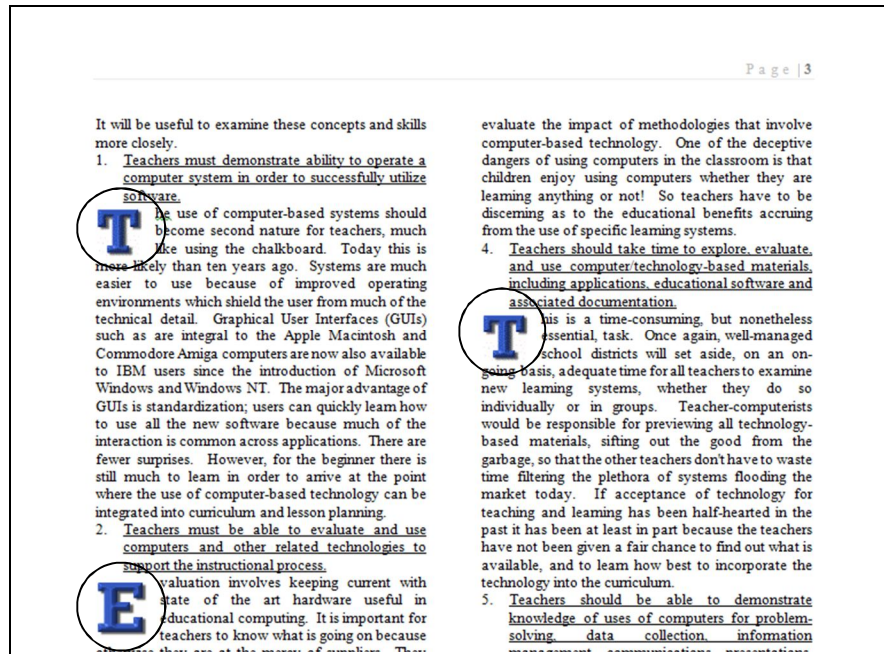 Page | 3
It will be useful to examine these concepts and skills
more closely.
1. Teachers must demonstrate ability to operate a
computer system in order to successfully utilize
software.
The use of computer-based systems should
become second nature for teachers, much
like using the chalkboard. Today this is
more likely than ten years ago. Systems are much
easier to use because of improved operating
environments which shield the user from much of the
technical detail. Graphical User Interfaces (GUIs)
such as are integral to the Apple Macintosh and
Commodore Amiga computers are now also available
to IBM users since the introduction of Microsoft
Windows and Windows NT. The major advantage of
GUIs is standardization; users can quickly learn how
to use all the new software because much of the
interaction is common across applications. There are
fewer surprises. However, for the beginner there is
still much to learn in order to arrive at the point
where the use of computer-based technology can be
integrated into curriculum and lesson planning.
2. Teachers must be able to evaluate and use
computers and other related technologies to
support the instructional process.
Evaluation involves keeping current with
state of the art hardware useful in
educational computing. It is important for
teachers to know what is going on because
otherwise they are at the mercy of suppliers. They
evaluate the impact of methodologies that involve
computer-based technology. One of the deceptive
dangers of using computers in the classroom is that
children enjoy using computers whether they are
learning anything or not! So teachers have to be
discerning as to the educational benefits accruing
from the use of specific learning systems.
4. Teachers should take time to explore, evaluate,
and use computer/technology-based materials,
including applications, educational software and
associated documentation.
This is a time-consuming, but nonetheless
essential, task. Once again, well-managed
school districts will set aside, on an on-
going basis, adequate time for all teachers to examine
new learning systems, whether they do so
individually or in groups. Teacher-computerists
would be responsible for previewing all technology-
based materials, sifting out the good from the
garbage, so that the other teachers don't have to waste
time filtering the plethora of systems flooding the
market today. If acceptance of technology for
teaching and learning has been half-hearted in the
past it has been at least in part because the teachers
have not been given a fair chance to find out what is
available, and to learn how best to incorporate the
technology into the curriculum.
5. Teachers should be able to demonstrate
knowledge of uses of computers for problem-
solving, data collection, information
management, communications, presentations,